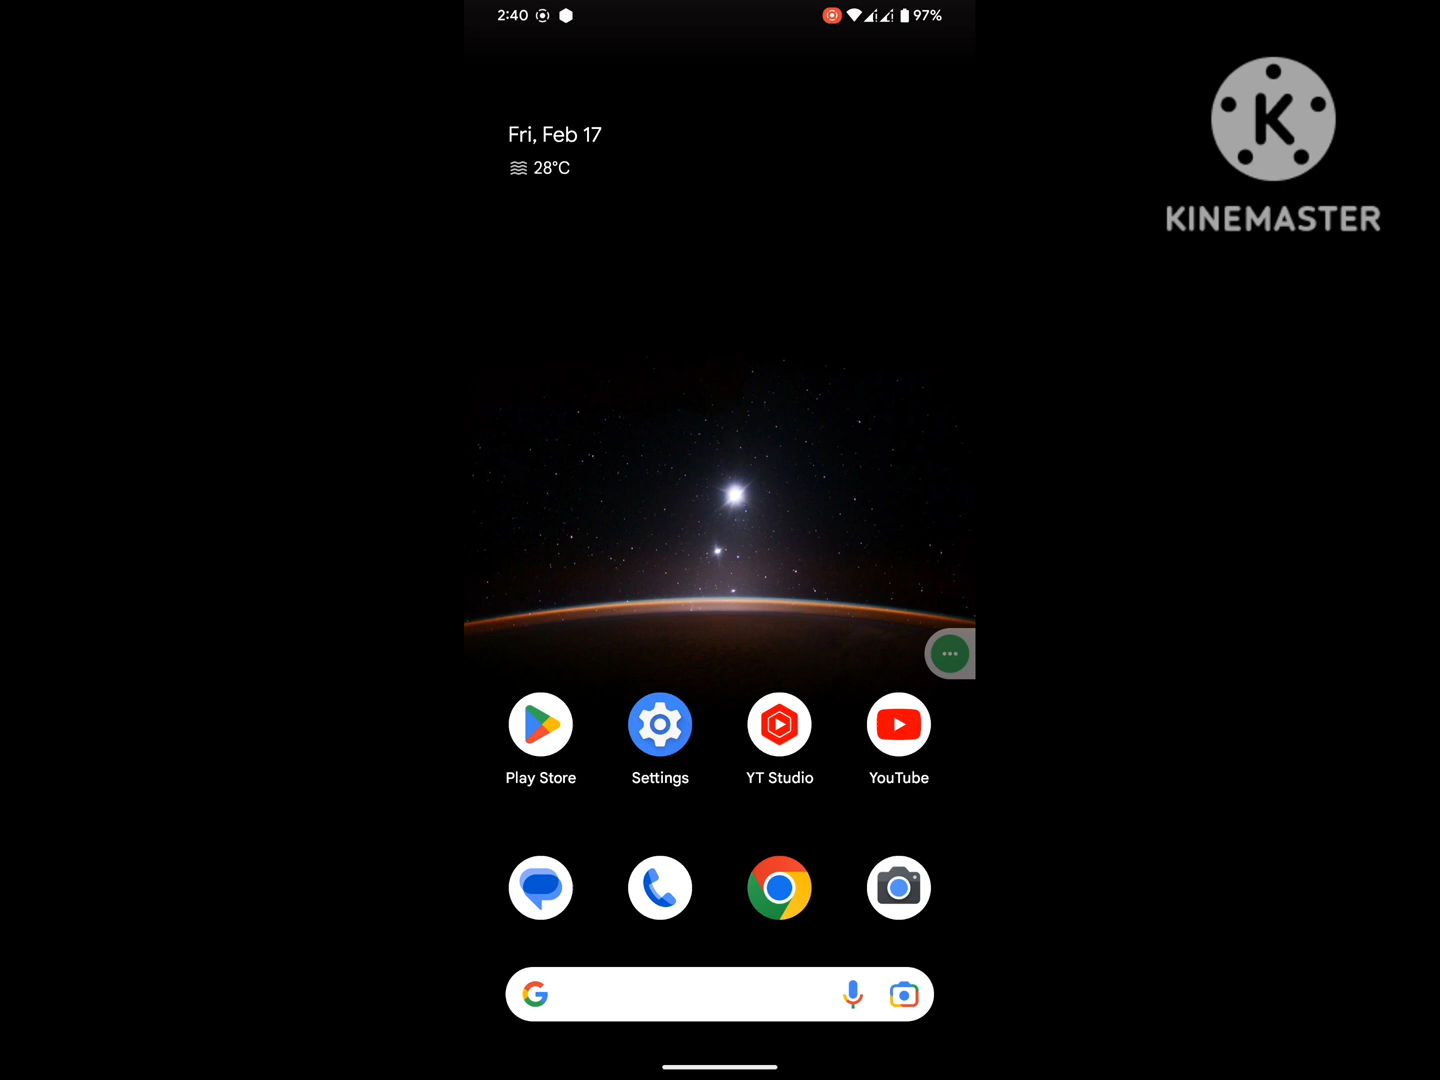 2:40
97%
KINEMASTER
Fri, Feb 17
28°C
Play Store
Settings
YT Studio
YouTube